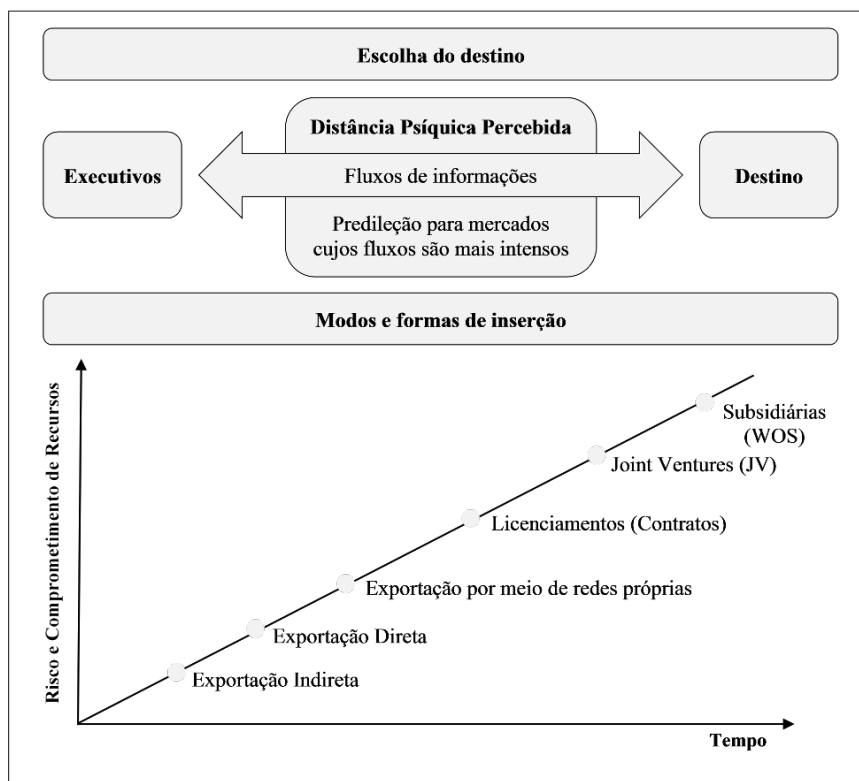 Escolha do destino
Distância Psíquica Percebida
Executivos
Fluxos de informações
Destino
Predileção para mercados
cujos fluxos são mais intensos
Modos e formas de inserção
Risco e Comprometimento de Recursos
Subsidiárias
(WOS)
Joint Ventures (JV)
Licenciamentos (Contratos)
Exportação por meio de redes próprias
Exportação Direta
Exportação Indireta
Tempo